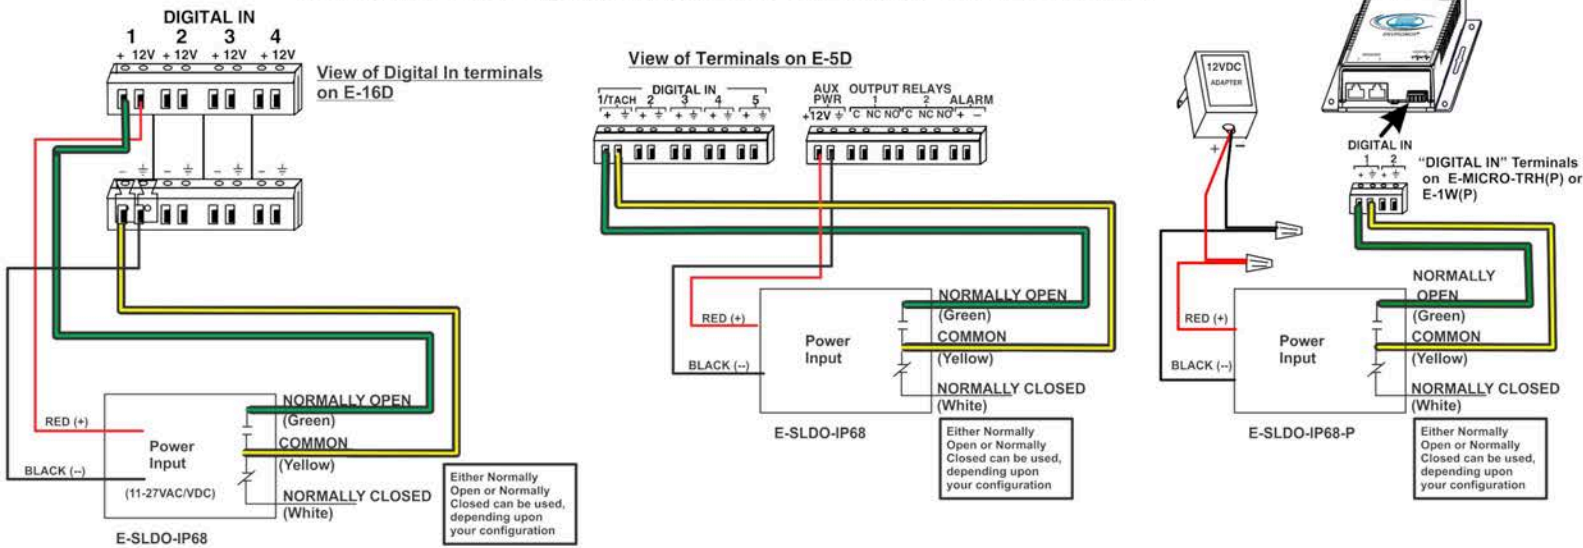 DIGITAL IN
1 2 3 4
+ 12V + 12V + 12V + 12V
View of Digital In terminals
on E-16D
RED (+)
BLACK (--)
Power
Input
(11-27VAC/VDC)
NORMALLY OPEN
(Green)
COMMON
(Yellow)
NORMALLY CLOSED
(White)
E-SLDO-IP68
Either Normally
Open or Normally
Closed can be used,
depending upon
your configuration
View of Terminals on E-5D
DIGITAL IN
1/TACH 2 3 4 5
+ + + + +
AUX
PWR
+12V
OUTPUT RELAYS
1 2
C NC NO C NC NO
ALARM
+ −
RED (+)
BLACK (--)
Power
Input
NORMALLY OPEN
(Green)
COMMON
(Yellow)
NORMALLY CLOSED
(White)
E-SLDO-IP68
Either Normally
Open or Normally
Closed can be used,
depending upon
your configuration
12VDC
ADAPTER
+ −
DIGITAL IN
1 2
+ +
"DIGITAL IN" Terminals
on E-MICRO-TRH(P) or
E-1W(P)
RED (+)
BLACK (--)
Power
Input
NORMALLY
OPEN
(Green)
COMMON
(Yellow)
NORMALLY CLOSED
(White)
E-SLDO-IP68-P
Either Normally
Open or Normally
Closed can be used,
depending upon
your configuration